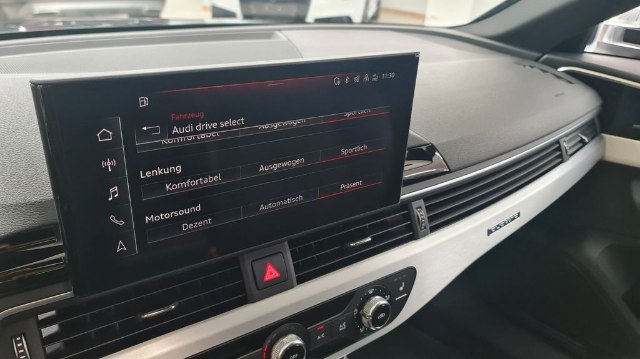 11:30
Fahrzeug
Audi drive select
Komfortabel Ausgewogen Sportlich
Lenkung
Komfortabel Ausgewogen Sportlich
Motorsound
Dezent Automatisch Präsent
A/C